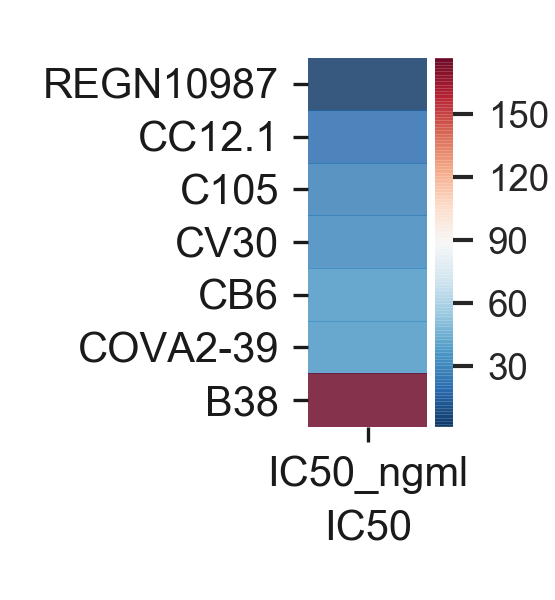 REGN10987
CC12.1
C105
CV30
CB6
COVA2-39
B38
150
120
90
60
30
IC50_ngml
IC50